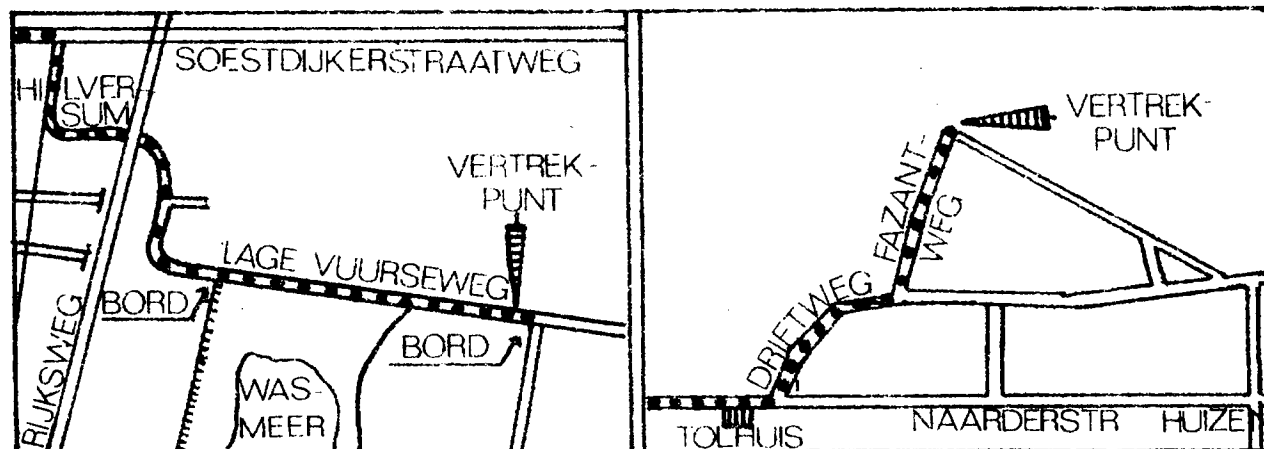 SOESTDIJKERSTRAATWEG
HILVER-
SUM
VERTREK-
PUNT
LAGE VUURSEWEG
BORD
BORD
RIJKSWEG
WAS-
MEER
VERTREK-
PUNT
FAZANT-
WEG
DRIFTWEG
TOLHUIS
NAARDERSTR
HUIZEN